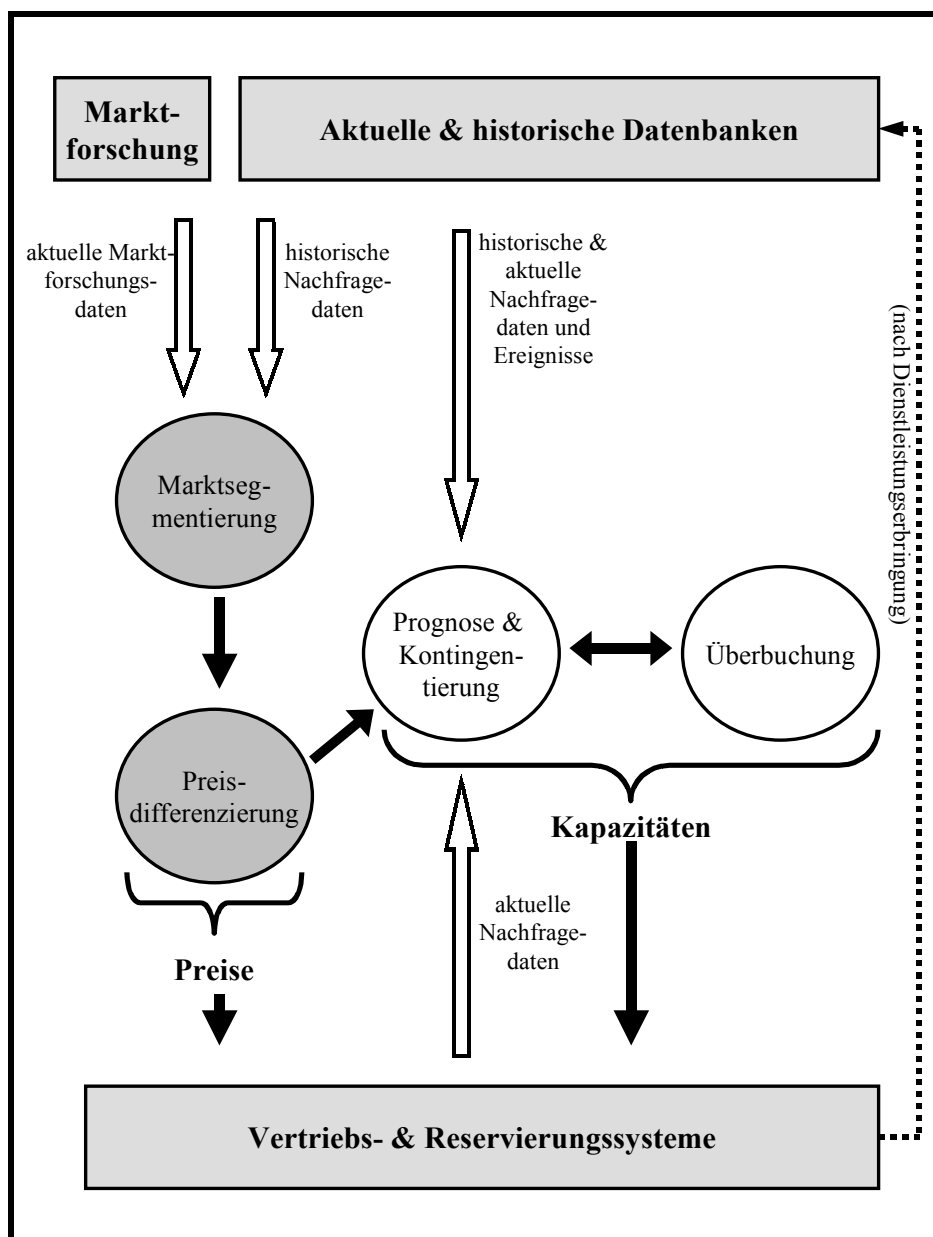 Markt-
forschung
Aktuelle & historische Datenbanken
aktuelle Markt-
forschungs-
daten
historische
Nachfrage-
daten
historische &
aktuelle
Nachfrage-
daten und
Ereignisse
(nach Dienstleistungserbringung)
Marktseg-
mentierung
Prognose &
Kontingen-
tierung
Überbuchung
Preis-
differenzierung
Kapazitäten
aktuelle
Nachfrage-
daten
Preise
Vertriebs- & Reservierungssysteme